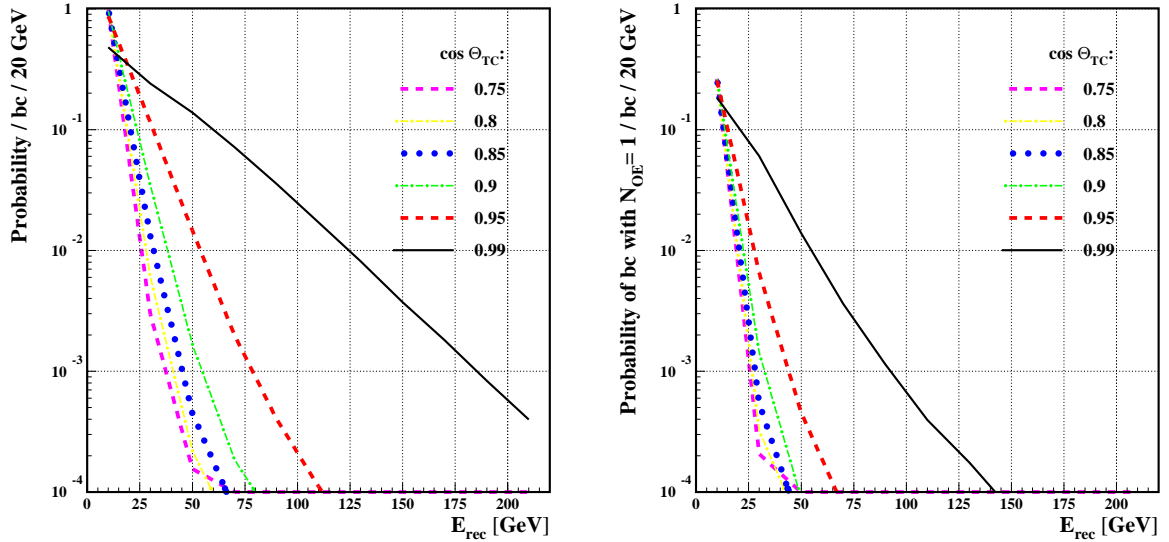 Probability / bc / 20 GeV
1
10^-1
10^-2
10^-3
10^-4
cos Θ_TC:
0.75
0.8
0.85
0.9
0.95
0.99
0 25 50 75 100 125 150 175 200
E_rec [GeV]
Probability of bc with N_OE= 1 / bc / 20 GeV
1
10^-1
10^-2
10^-3
10^-4
cos Θ_TC:
0.75
0.8
0.85
0.9
0.95
0.99
0 25 50 75 100 125 150 175 200
E_rec [GeV]